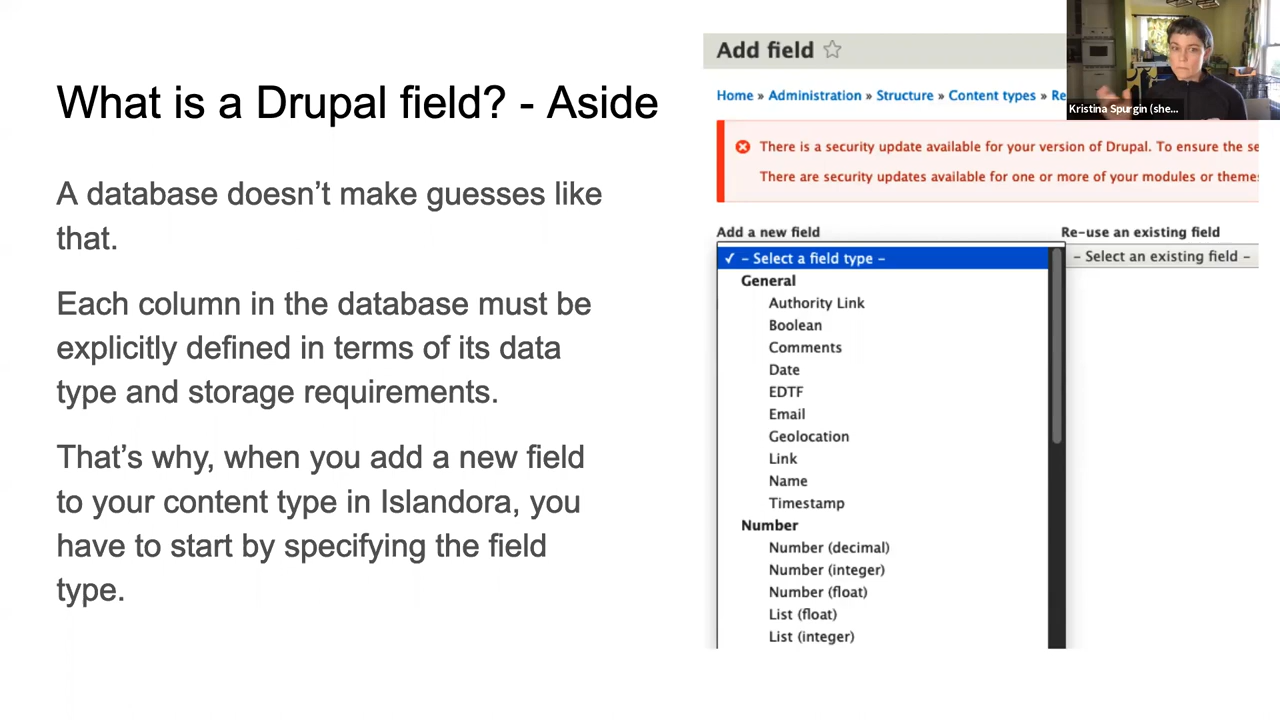 What is a Drupal field? - Aside
A database doesn’t make guesses like
that.
Each column in the database must be
explicitly defined in terms of its data
type and storage requirements.
That’s why, when you add a new field
to your content type in Islandora, you
have to start by specifying the field
type.
Add field
Home » Administration » Structure » Content types » Re
There is a security update available for your version of Drupal. To ensure the se
There are security updates available for one or more of your modules or themes
Add a new field
Re-use an existing field
✓ – Select a field type –
– Select an existing field –
General
Authority Link
Boolean
Comments
Date
EDTF
Email
Geolocation
Link
Name
Timestamp
Number
Number (decimal)
Number (integer)
Number (float)
List (float)
List (integer)
Kristina Spurgin (she...